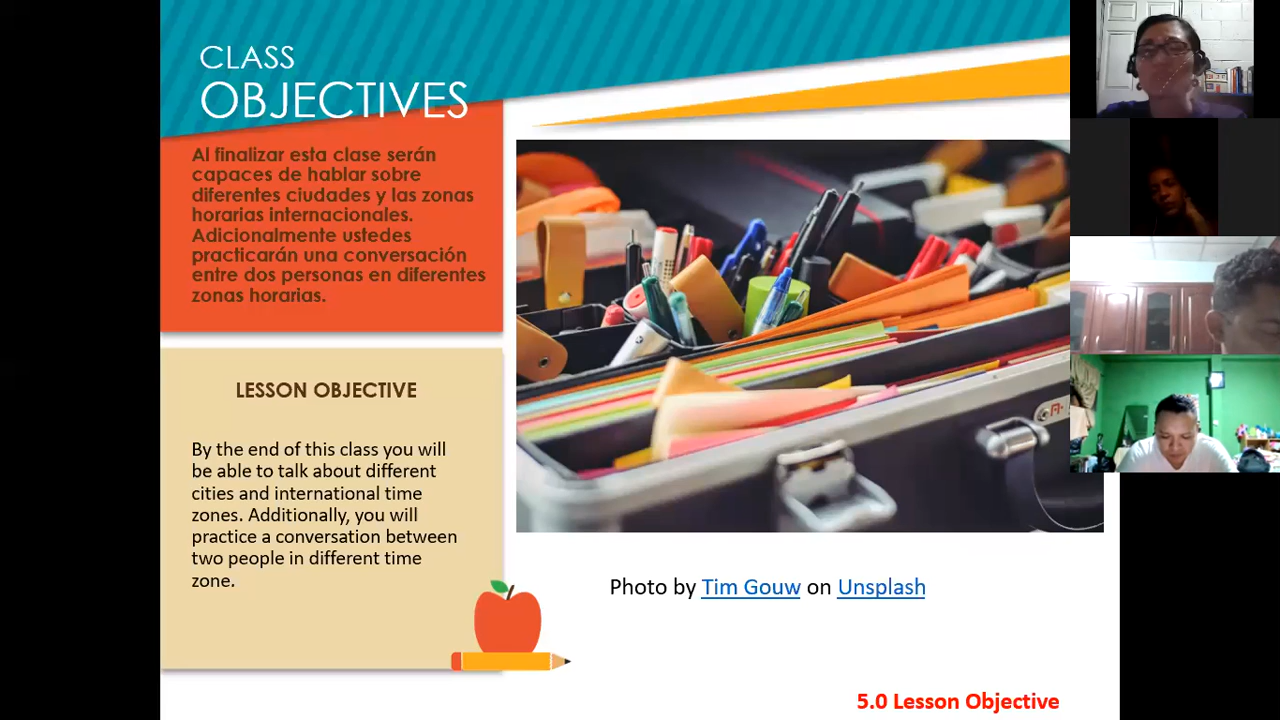 CLASS
OBJECTIVES
Al finalizar esta clase serán
capaces de hablar sobre
diferentes ciudades y las zonas
horarias internacionales.
Adicionalmente ustedes
practicarán una conversación
entre dos personas en diferentes
zonas horarias.
LESSON OBJECTIVE
By the end of this class you will
be able to talk about different
cities and international time
zones. Additionally, you will
practice a conversation between
two people in different time
zone.
Photo by Tim Gouw on Unsplash
5.0 Lesson Objective